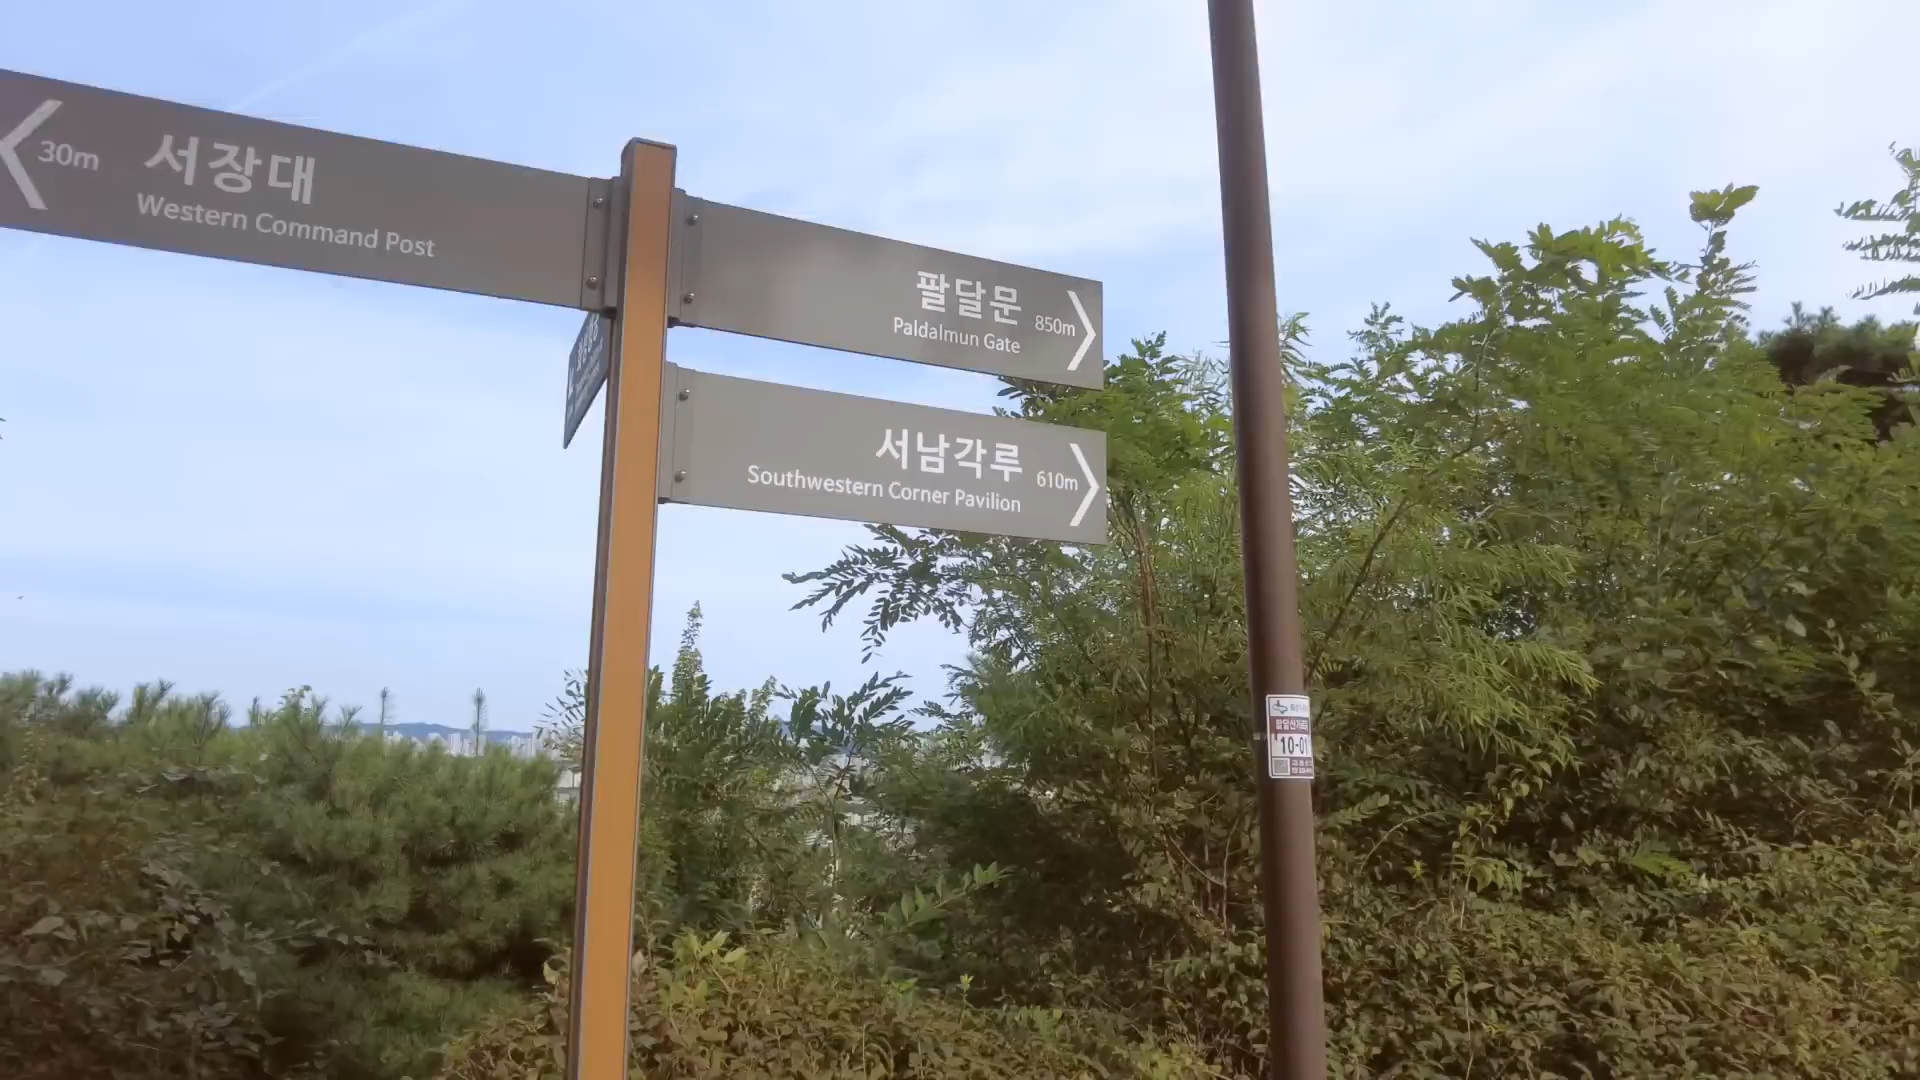 30m
서장대
Western Command Post
팔달문
850m
Paldalmun Gate
서남각루
610m
Southwestern Corner Pavilion
10-01